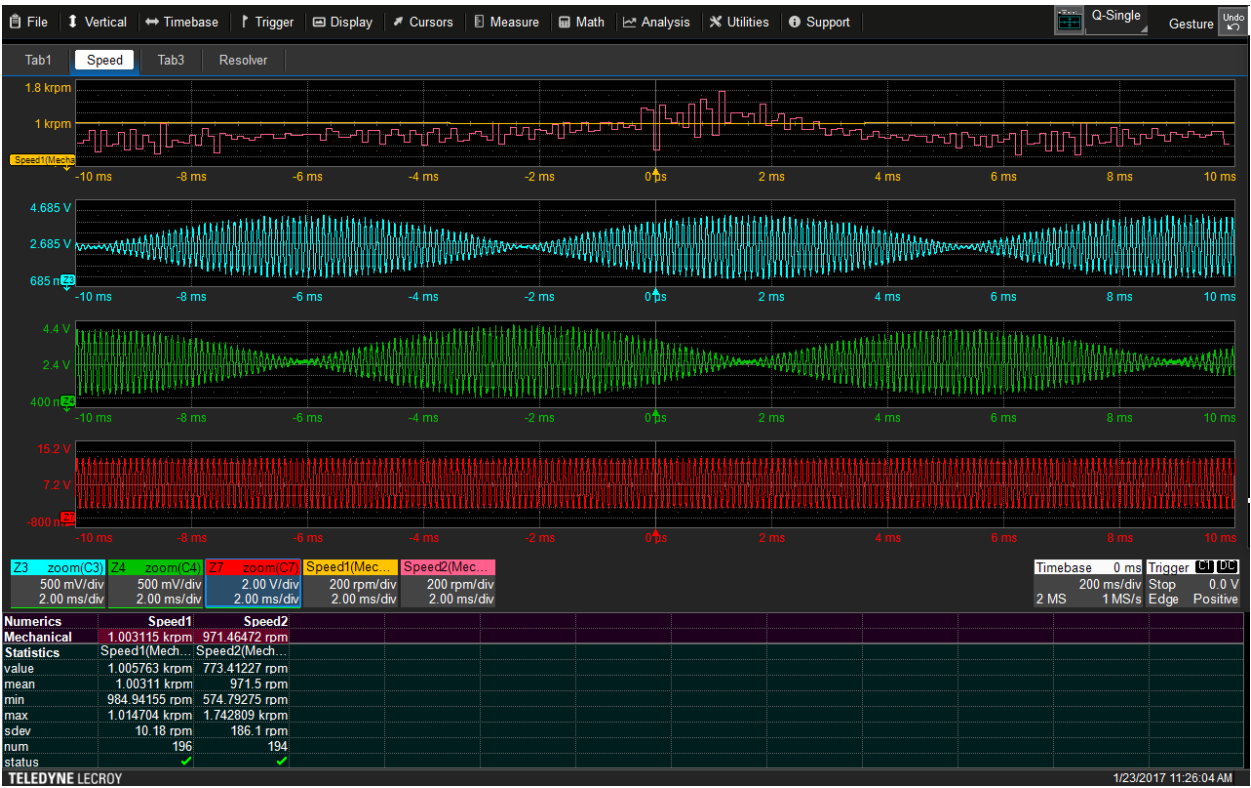 File Vertical Timebase Trigger Display Cursors Measure Math Analysis Utilities Support Q-Single Gesture Undo
Tab1 Speed Tab3 Resolver
1.8 krpm
1 krpm
Speed1(Mecha
-10 ms -8 ms -6 ms -4 ms -2 ms 0 µs 2 ms 4 ms 6 ms 8 ms 10 ms
4.685 V
2.685 V
685 m Z3
-10 ms -8 ms -6 ms -4 ms -2 ms 0 µs 2 ms 4 ms 6 ms 8 ms 10 ms
4.4 V
2.4 V
400 m Z4
-10 ms -8 ms -6 ms -4 ms -2 ms 0 µs 2 ms 4 ms 6 ms 8 ms 10 ms
15.2 V
7.2 V
-800 m Z7
-10 ms -8 ms -6 ms -4 ms -2 ms 0 µs 2 ms 4 ms 6 ms 8 ms 10 ms
Z3 zoom(C3) Z4 zoom(C4) Z7 zoom(C7) Speed1(Mec... Speed2(Mec... Timebase 0 ms Trigger C1 DC
500 mV/div 500 mV/div 2.00 V/div 200 rpm/div 200 rpm/div 200 ms/div Stop 0.0 V
2.00 ms/div 2.00 ms/div 2.00 ms/div 2.00 ms/div 2.00 ms/div 2 MS 1 MS/s Edge Positive
Numerics Speed1 Speed2
Mechanical 1.003115 krpm 971.46472 rpm
Statistics Speed1(Mech... Speed2(Mech...
value 1.005763 krpm 773.41227 rpm
mean 1.00311 krpm 971.5 rpm
min 984.94155 rpm 574.79275 rpm
max 1.014704 krpm 1.742809 krpm
sdev 10.18 rpm 186.1 rpm
num 196 194
status
TELEDYNE LECROY 1/23/2017 11:26:04 AM